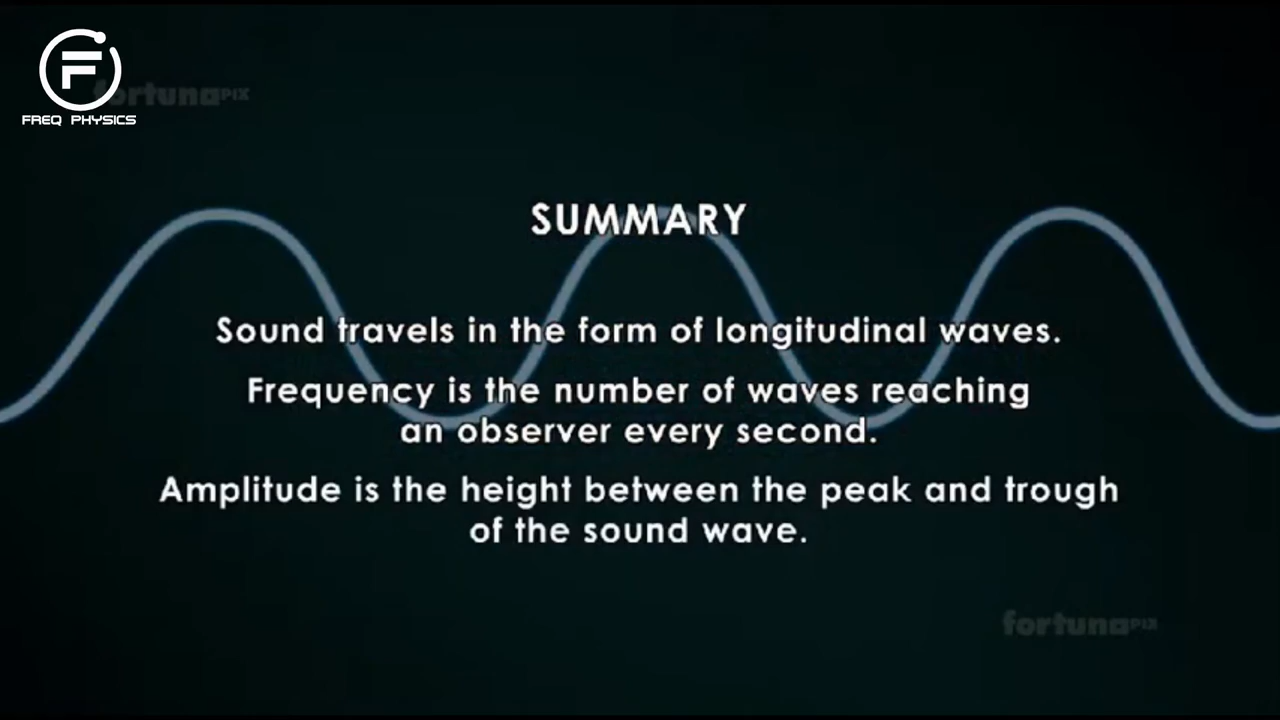 FREQ PHYSICS
fortunaPIX
SUMMARY
Sound travels in the form of longitudinal waves.
Frequency is the number of waves reaching
an observer every second.
Amplitude is the height between the peak and trough
of the sound wave.
fortunaPIX